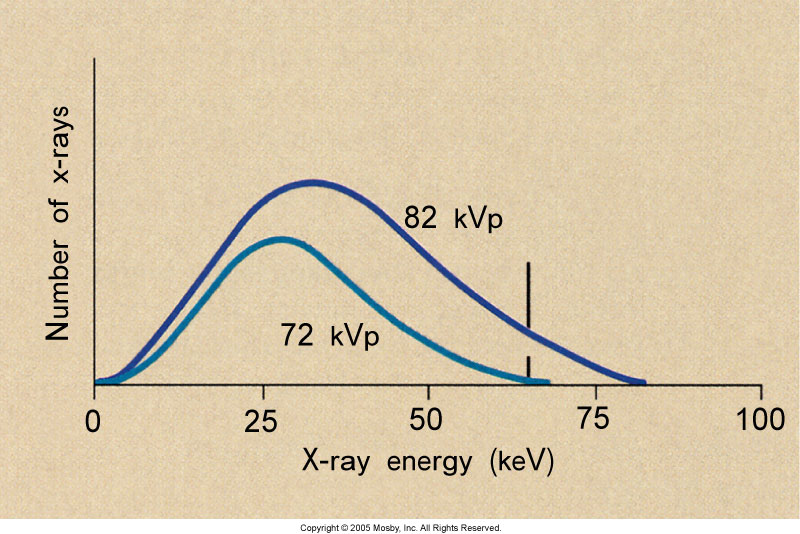 Number of x-rays
82 kVp
72 kVp
0 25 50 75 100
X-ray energy (keV)
Copyright © 2005 Mosby, Inc. All Rights Reserved.